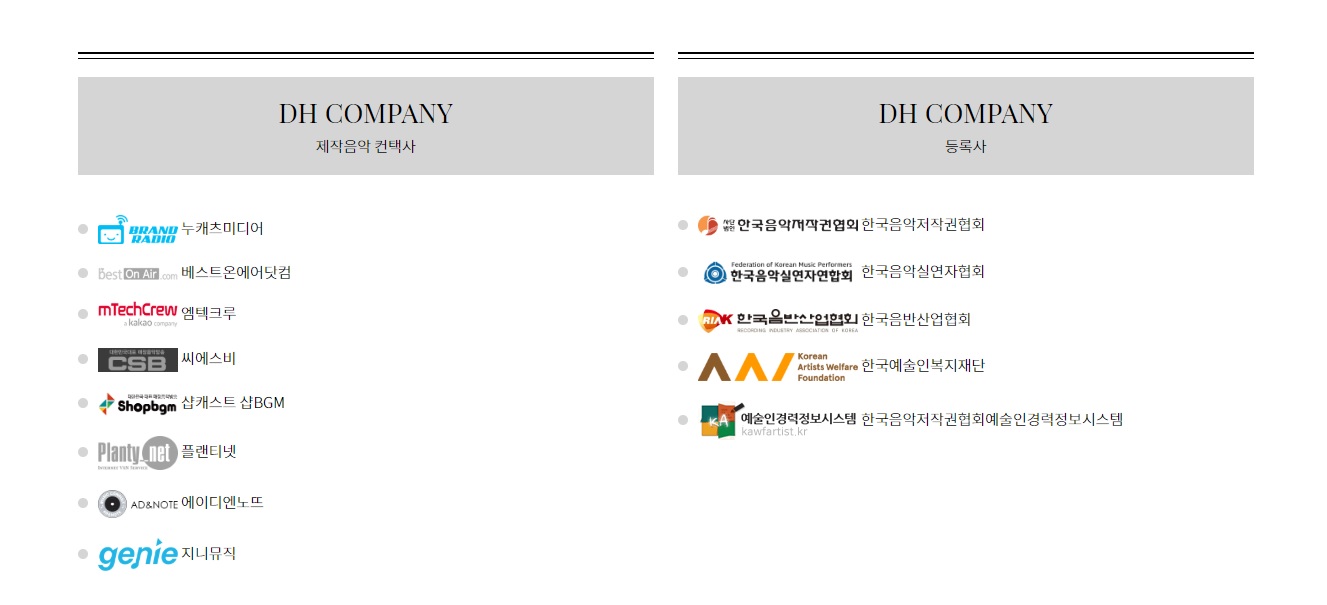 DH COMPANY
제작음악 컨택사
BRAND RADIO 누캐츠미디어
Best On Air .com 베스트온에어닷컴
mTechCrew
a kakao company
엠텍크루
CSB 씨에스비
Shopbgm 샵캐스트 샵BGM
Planty.net 플랜티넷
AD&NOTE 에이디엔노뜨
genie 지니뮤직
DH COMPANY
등록사
사단법인 한국음악저작권협회 한국음악저작권협회
Federation of Korean Music Performers
한국음악실연자연합회 한국음악실연자협회
RIAK 한국음반산업협회 한국음반산업협회
RECORDING INDUSTRY ASSOCIATION OF KOREA
Korean
Artists Welfare
Foundation
한국예술인복지재단
KA 예술인경력정보시스템 한국음악저작권협회예술인경력정보시스템
kawfartist.kr